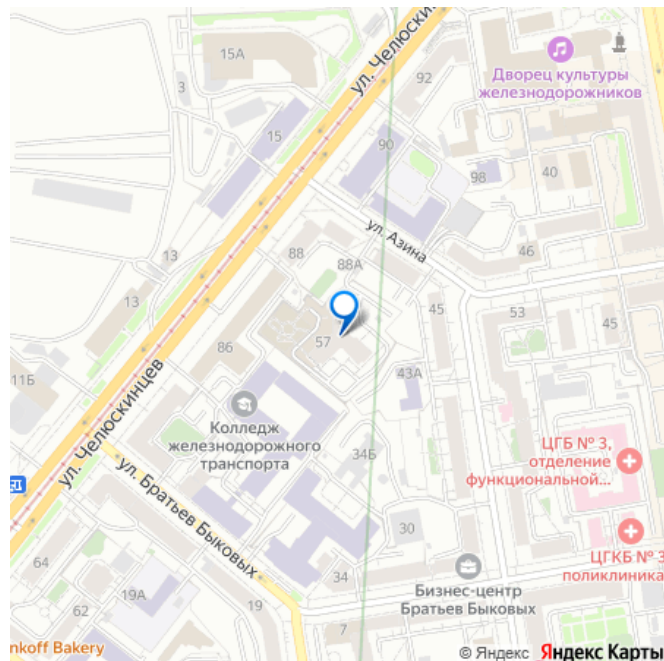 15А
ул. Челюскинцев
92
Дворец культуры
железнодорожников
3
15
90
98
40
ул. Азина
46
13
88
88А
13
45
53
45
57
86
43А
11Б
ул. Челюскинцев
Колледж
железнодорожного
транспорта
ЦГБ № 3,
отделение
функциональной...
34Б
ул. Братьев Быковых
30
ЦГКБ № 3
поликлиника
64
34
Бизнес-центр
Братьев Быковых
19А
62
19
7
nkoff Bakery
© Яндекс Яндекс Карты